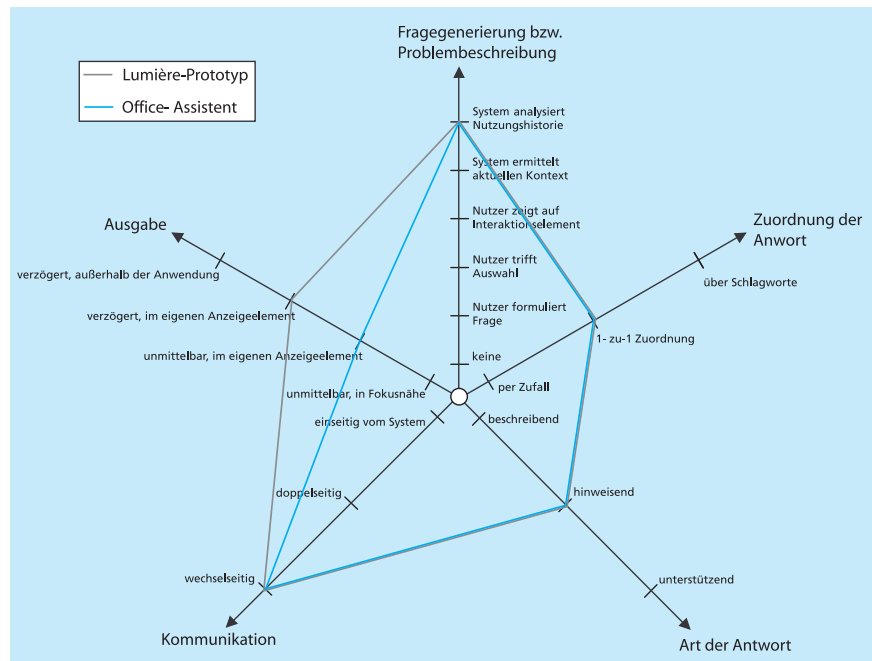 Fragegenerierung bzw.
Problembeschreibung
Lumière-Prototyp
Office- Assistent
System analysiert
Nutzungshistorie
System ermittelt
aktuellen Kontext
Nutzer zeigt auf
Interaktionselement
Nutzer trifft
Auswahl
Nutzer formuliert
Frage
keine
Zuordnung der
Anwort
über Schlagworte
1- zu-1 Zuordnung
per Zufall
Ausgabe
verzögert, außerhalb der Anwendung
verzögert, im eigenen Anzeigeelement
unmittelbar, im eigenen Anzeigeelement
unmittelbar, in Fokusnähe
einseitig vom System
doppelseitig
wechselseitig
Kommunikation
beschreibend
hinweisend
unterstützend
Art der Antwort